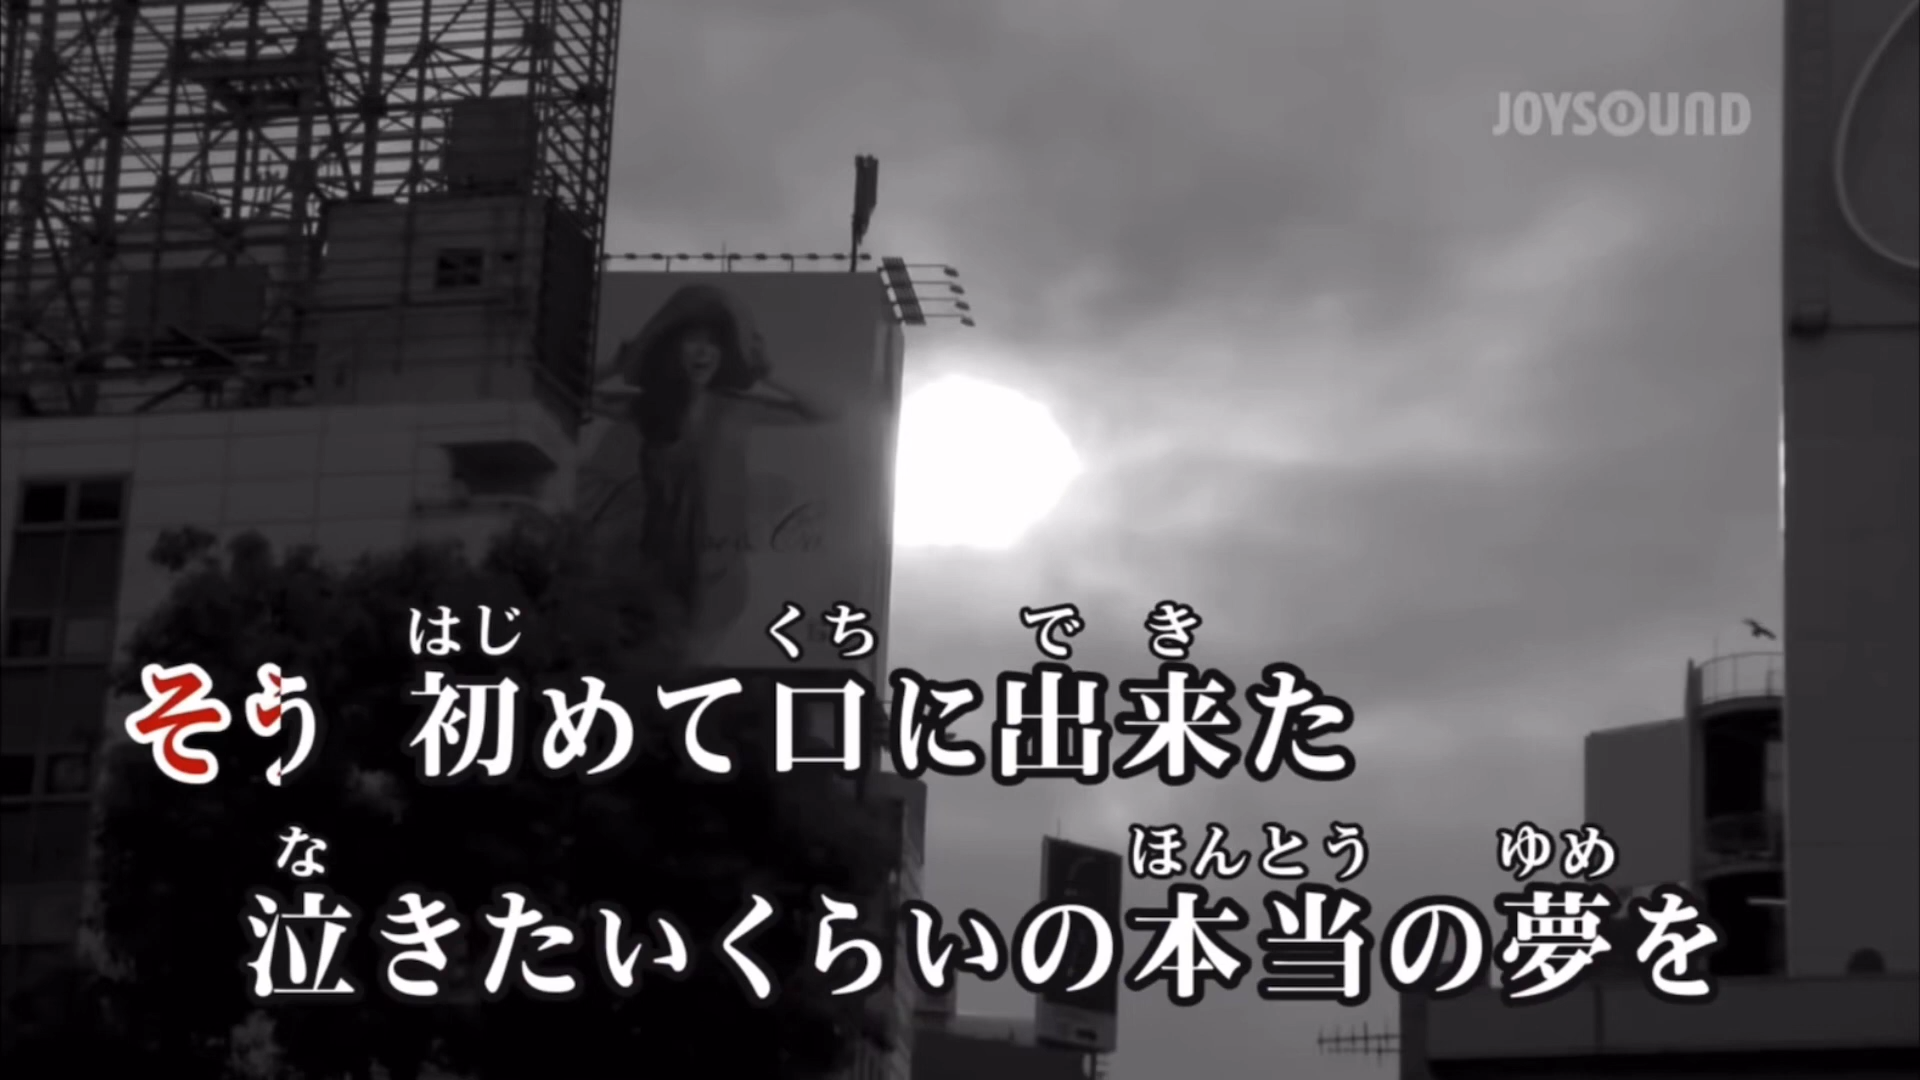 JOYSOUND
はじ くち で き
そう 初めて口に出来た
な ほんとう ゆめ
泣きたいくらいの本当の夢を